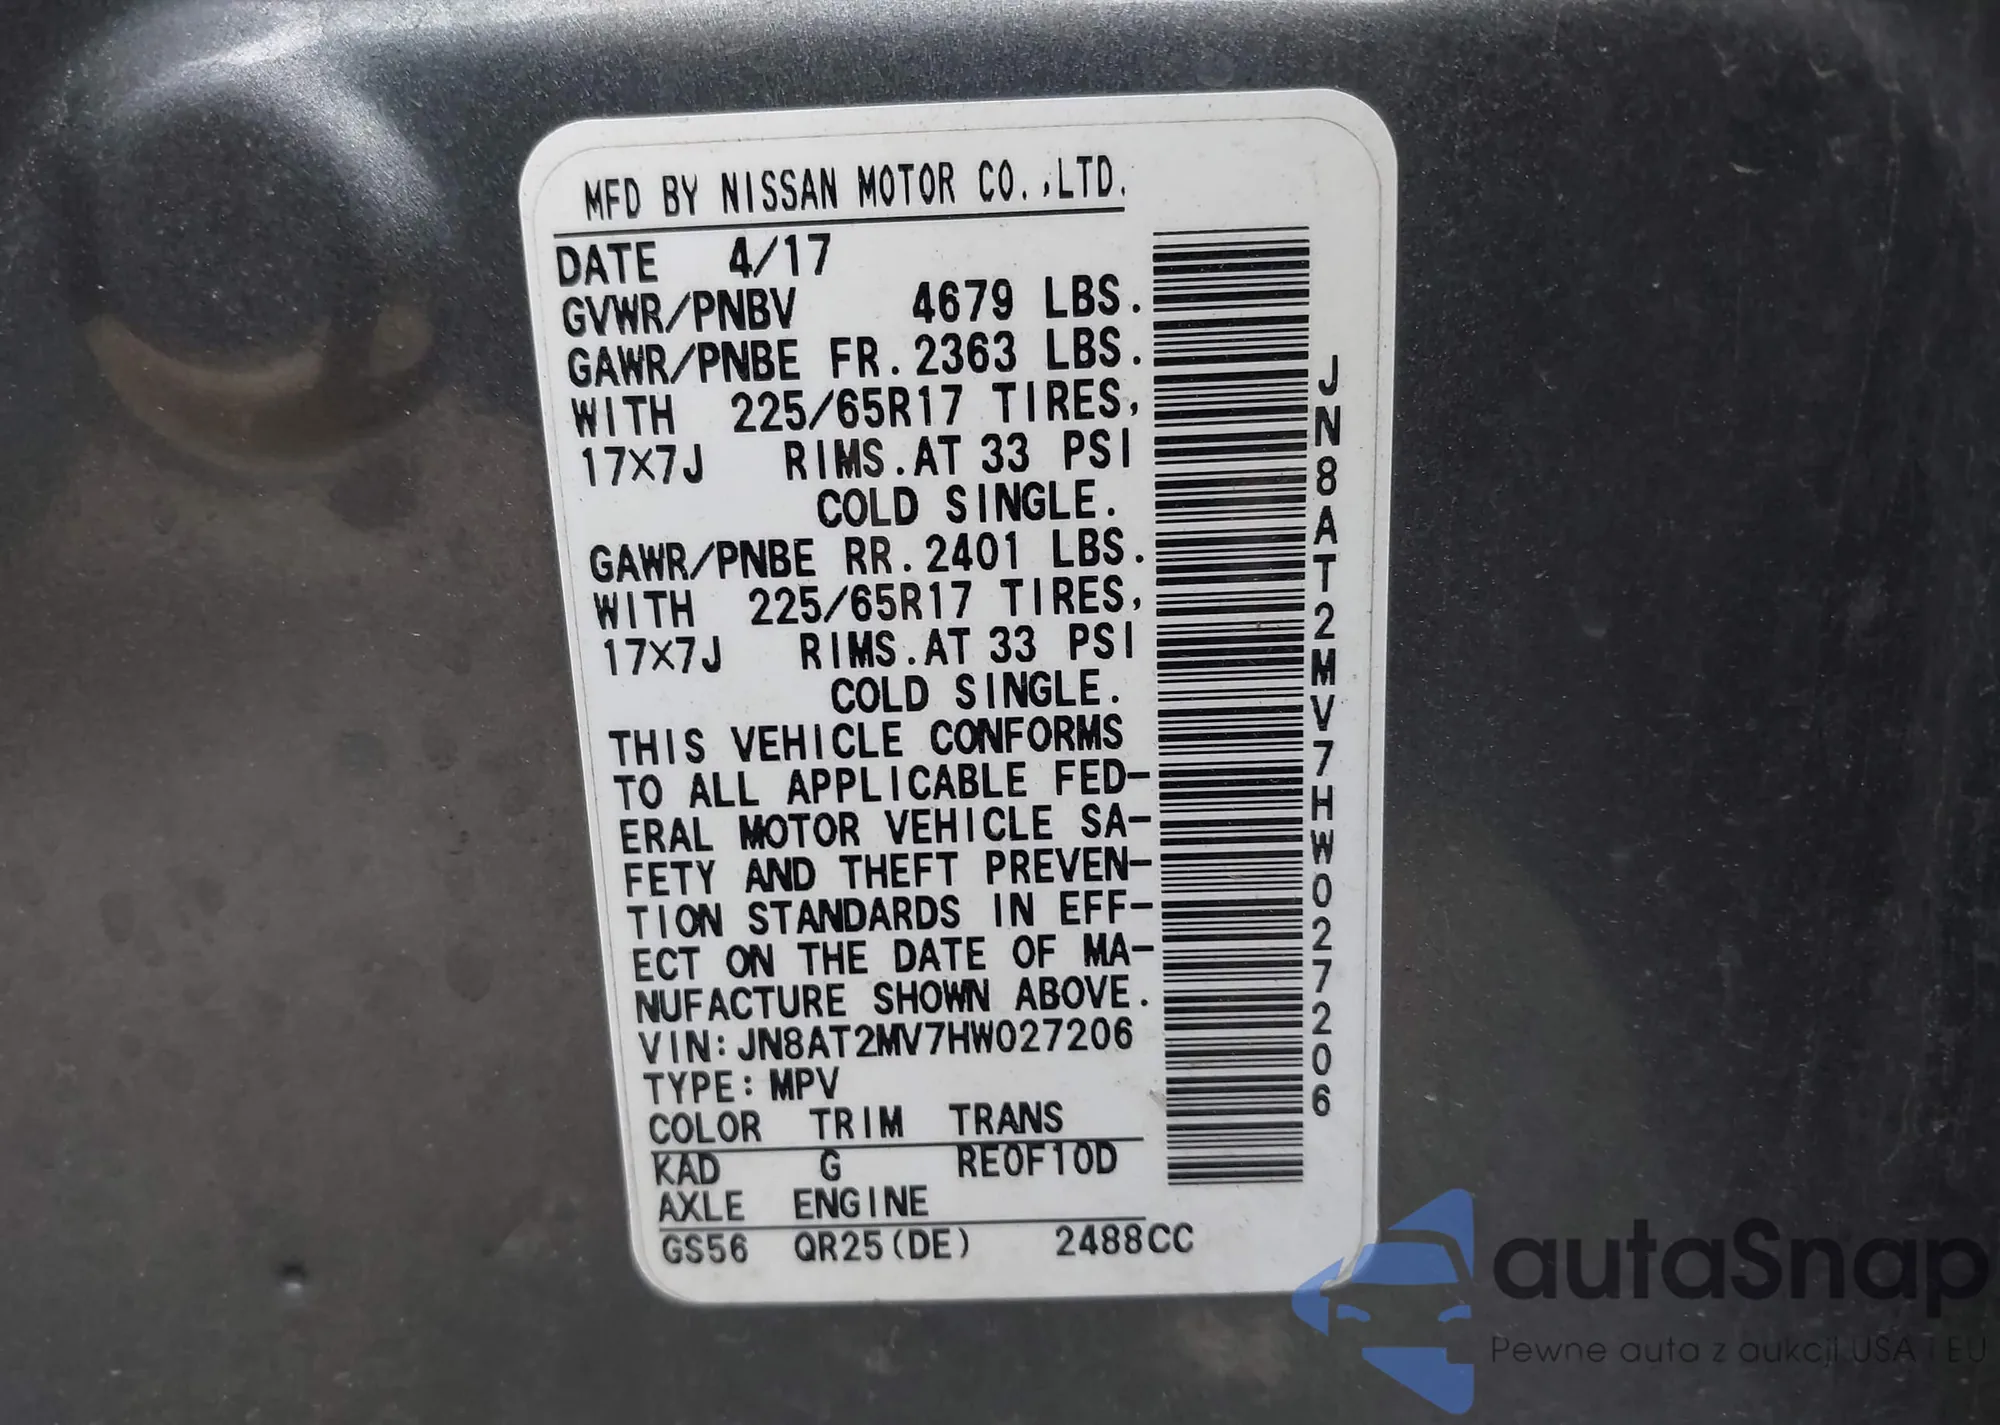 MFD BY NISSAN MOTOR CO.,LTD.
DATE 4/17
GVWR/PNBV 4679 LBS.
GAWR/PNBE FR.2363 LBS.
WITH 225/65R17 TIRES,
17X7J RIMS.AT 33 PSI
COLD SINGLE.
GAWR/PNBE RR.2401 LBS.
WITH 225/65R17 TIRES,
17X7J RIMS.AT 33 PSI
COLD SINGLE.
THIS VEHICLE CONFORMS
TO ALL APPLICABLE FED-
ERAL MOTOR VEHICLE SA-
FETY AND THEFT PREVEN-
TION STANDARDS IN EFF-
ECT ON THE DATE OF MA-
NUFACTURE SHOWN ABOVE.
VIN:JN8AT2MV7HW027206
TYPE:MPV
COLOR TRIM TRANS
KAD G RE0F10D
AXLE ENGINE
GS56 QR25(DE) 2488CC
JN8AT2MV7HW027206
autaSnap
Pewne auta z aukcji USA i EU